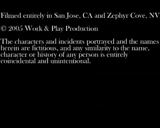 Filmed entirely in San Jose, CA and Zephyr Cove, NV
© 2005 Work & Play Production
The characters and incidents portrayed and the names
herein are fictitious, and any similarity to the name,
character or history of any person is entirely
coincidental and unintentional.